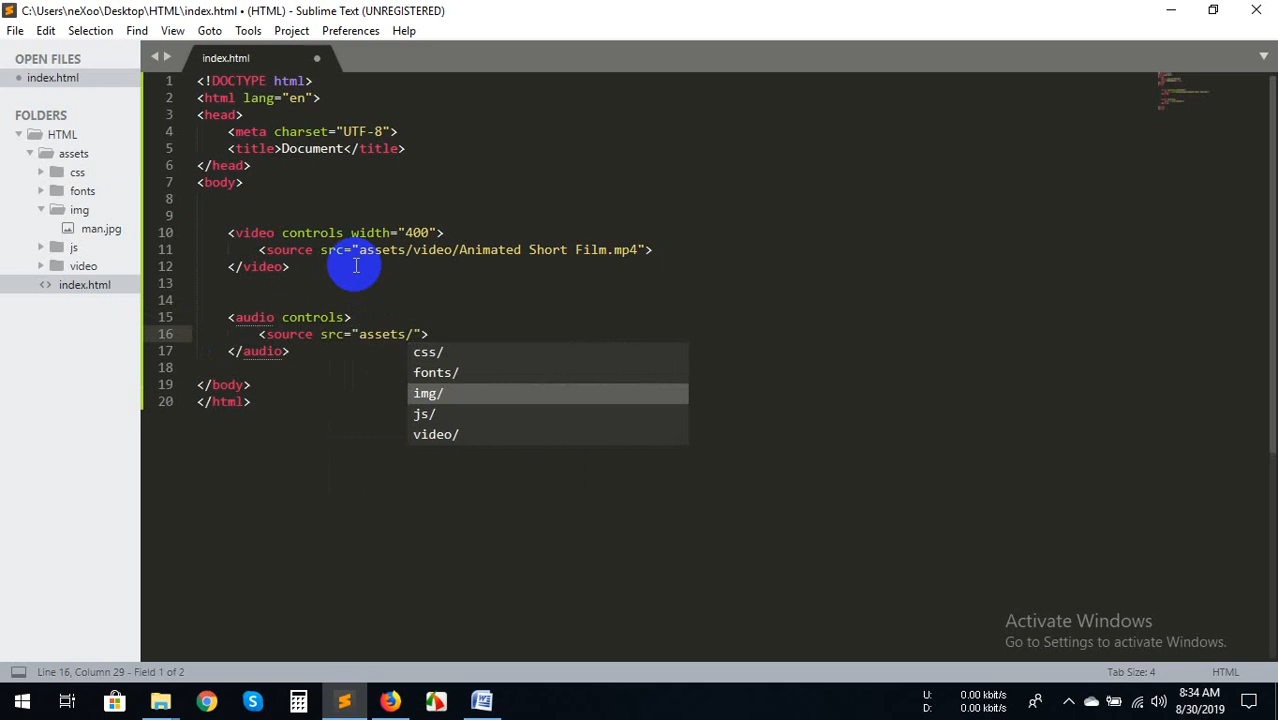 C:\Users\neXoo\Desktop\HTML\index.html • (HTML) - Sublime Text (UNREGISTERED)
File Edit Selection Find View Goto Tools Project Preferences Help
OPEN FILES
index.html
FOLDERS
HTML
assets
css
fonts
img
man.jpg
js
video
index.html
index.html
1 <!DOCTYPE html>
2 <html lang="en">
3 <head>
4 <meta charset="UTF-8">
5 <title>Document</title>
6 </head>
7 <body>
8
9
10 <video controls width="400">
11 <source src="assets/video/Animated Short Film.mp4">
12 </video>
13
14
15 <audio controls>
16 <source src="assets/">
17 </audio>
18
19 </body>
20 </html>
css/
fonts/
img/
js/
video/
Activate Windows
Go to Settings to activate Windows.
Line 16, Column 29 - Field 1 of 2
Tab Size: 4 HTML
U: 0.00 kbit/s
D: 0.00 kbit/s
8:34 AM
8/30/2019